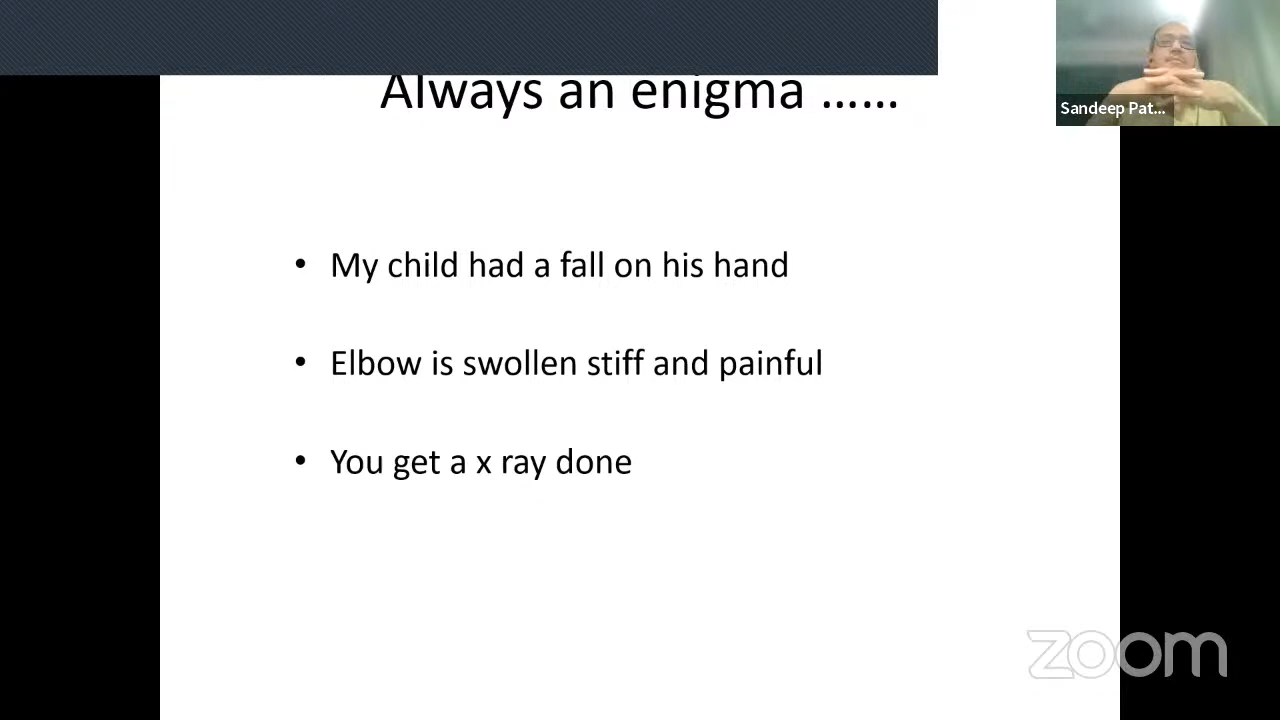 Always an enigma ......
Sandeep Pat...
• My child had a fall on his hand
• Elbow is swollen stiff and painful
• You get a x ray done
zoom